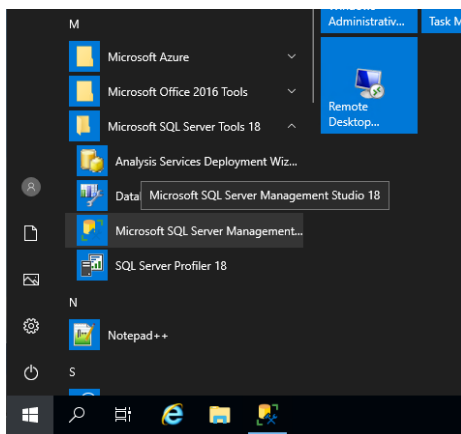 M
Administrativ...
Task M
Microsoft Azure
Microsoft Office 2016 Tools
Remote
Desktop...
Microsoft SQL Server Tools 18
Analysis Services Deployment Wiz...
Data
Microsoft SQL Server Management Studio 18
Microsoft SQL Server Management...
SQL Server Profiler 18
N
Notepad++
S